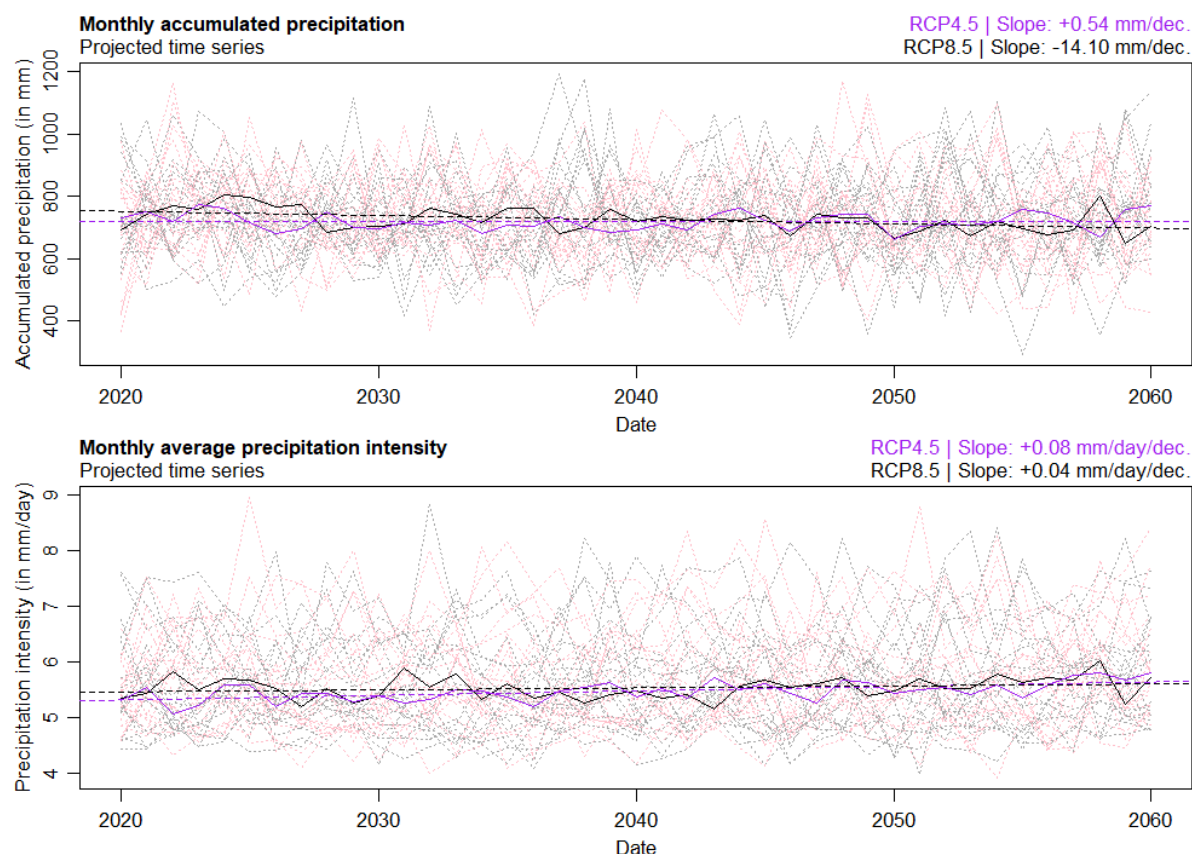 Monthly accumulated precipitation
RCP4.5 | Slope: +0.54 mm/dec.
Projected time series
RCP8.5 | Slope: -14.10 mm/dec.
Accumulated precipitation (in mm)
1200
1000
800
600
400
2020
2030
2040
2050
2060
Date
Monthly average precipitation intensity
RCP4.5 | Slope: +0.08 mm/day/dec.
Projected time series
RCP8.5 | Slope: +0.04 mm/day/dec.
Precipitation intensity (in mm/day)
9
8
7
6
5
4
2020
2030
2040
2050
2060
Date